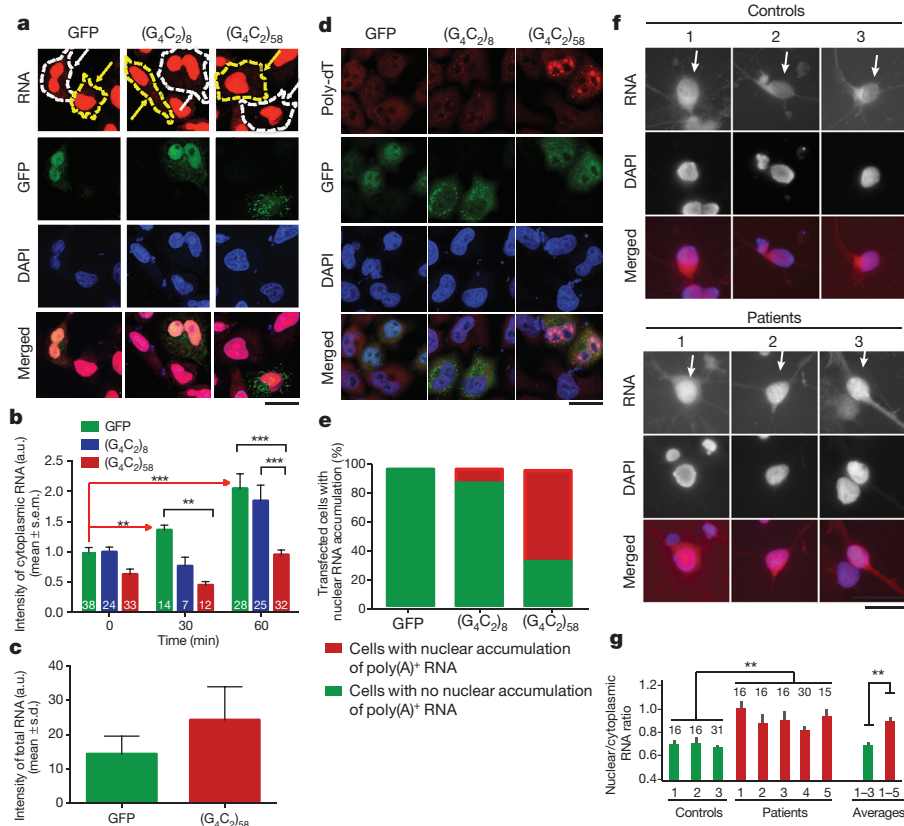 a
GFP (G₄C₂)₈ (G₄C₂)₅₈
RNA
GFP
DAPI
Merged
b
GFP
(G₄C₂)₈
(G₄C₂)₅₈
Intensity of cytoplasmic RNA (a.u.)
(mean ± s.e.m.)
2.5
2.0
1.5
1.0
0.5
0.0
***
**
**
***
***
38 24 33 14 7 12 28 25 32
0 30 60
Time (min)
c
Intensity of total RNA (a.u.)
(mean ± s.d.)
40
30
20
10
0
GFP (G₄C₂)₅₈
d
GFP (G₄C₂)₈ (G₄C₂)₅₈
Poly-dT
GFP
DAPI
Merged
e
Transfected cells with
nuclear RNA accumulation (%)
100
80
60
40
20
0
GFP (G₄C₂)₈ (G₄C₂)₅₈
Cells with nuclear accumulation
of poly(A)⁺ RNA
Cells with no nuclear accumulation
of poly(A)⁺ RNA
f
Controls
1 2 3
RNA
DAPI
Merged
Patients
1 2 3
RNA
DAPI
Merged
g
Nuclear/cytoplasmic
RNA ratio
1.2
1.0
0.8
0.6
0.4
**
**
16 16 31 16 16 16 30 15
1 2 3 1 2 3 4 5 1–3 1–5
Controls Patients Averages